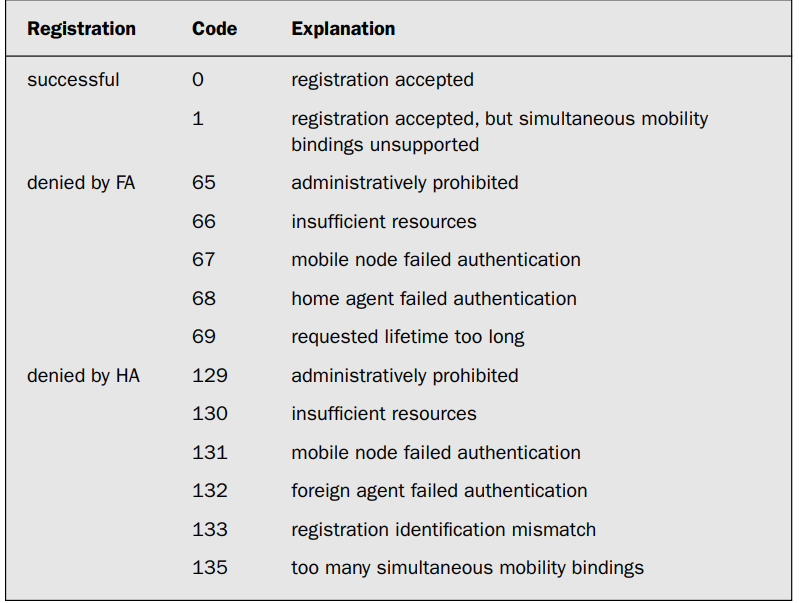 Registration Code Explanation
successful 0 registration accepted
1 registration accepted, but simultaneous mobility
bindings unsupported
denied by FA 65 administratively prohibited
66 insufficient resources
67 mobile node failed authentication
68 home agent failed authentication
69 requested lifetime too long
denied by HA 129 administratively prohibited
130 insufficient resources
131 mobile node failed authentication
132 foreign agent failed authentication
133 registration identification mismatch
135 too many simultaneous mobility bindings